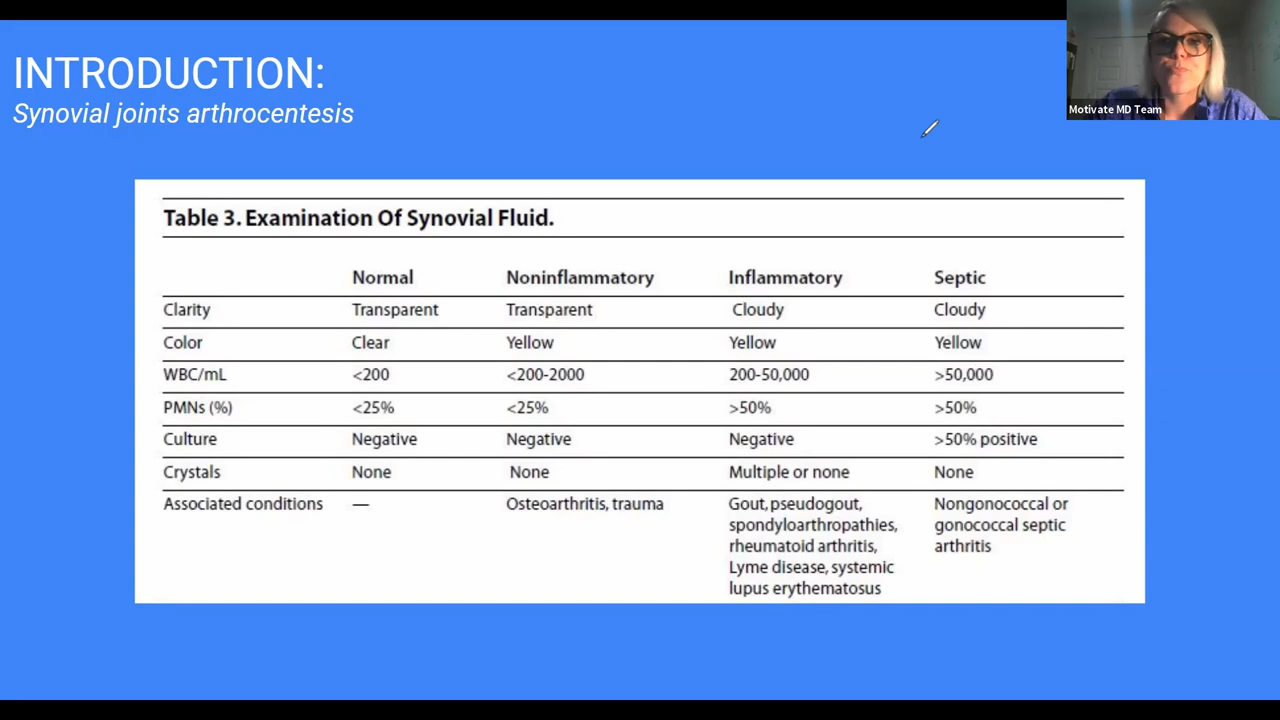 INTRODUCTION:
Synovial joints arthrocentesis
Motivate MD Team
Table 3. Examination Of Synovial Fluid.
Normal Noninflammatory Inflammatory Septic
Clarity Transparent Transparent Cloudy Cloudy
Color Clear Yellow Yellow Yellow
WBC/mL <200 <200-2000 200-50,000 >50,000
PMNs (%) <25% <25% >50% >50%
Culture Negative Negative Negative >50% positive
Crystals None None Multiple or none None
Associated conditions — Osteoarthritis, trauma Gout, pseudogout, Nongonococcal or
spondyloarthropathies, gonococcal septic
rheumatoid arthritis, arthritis
Lyme disease, systemic
lupus erythematosus